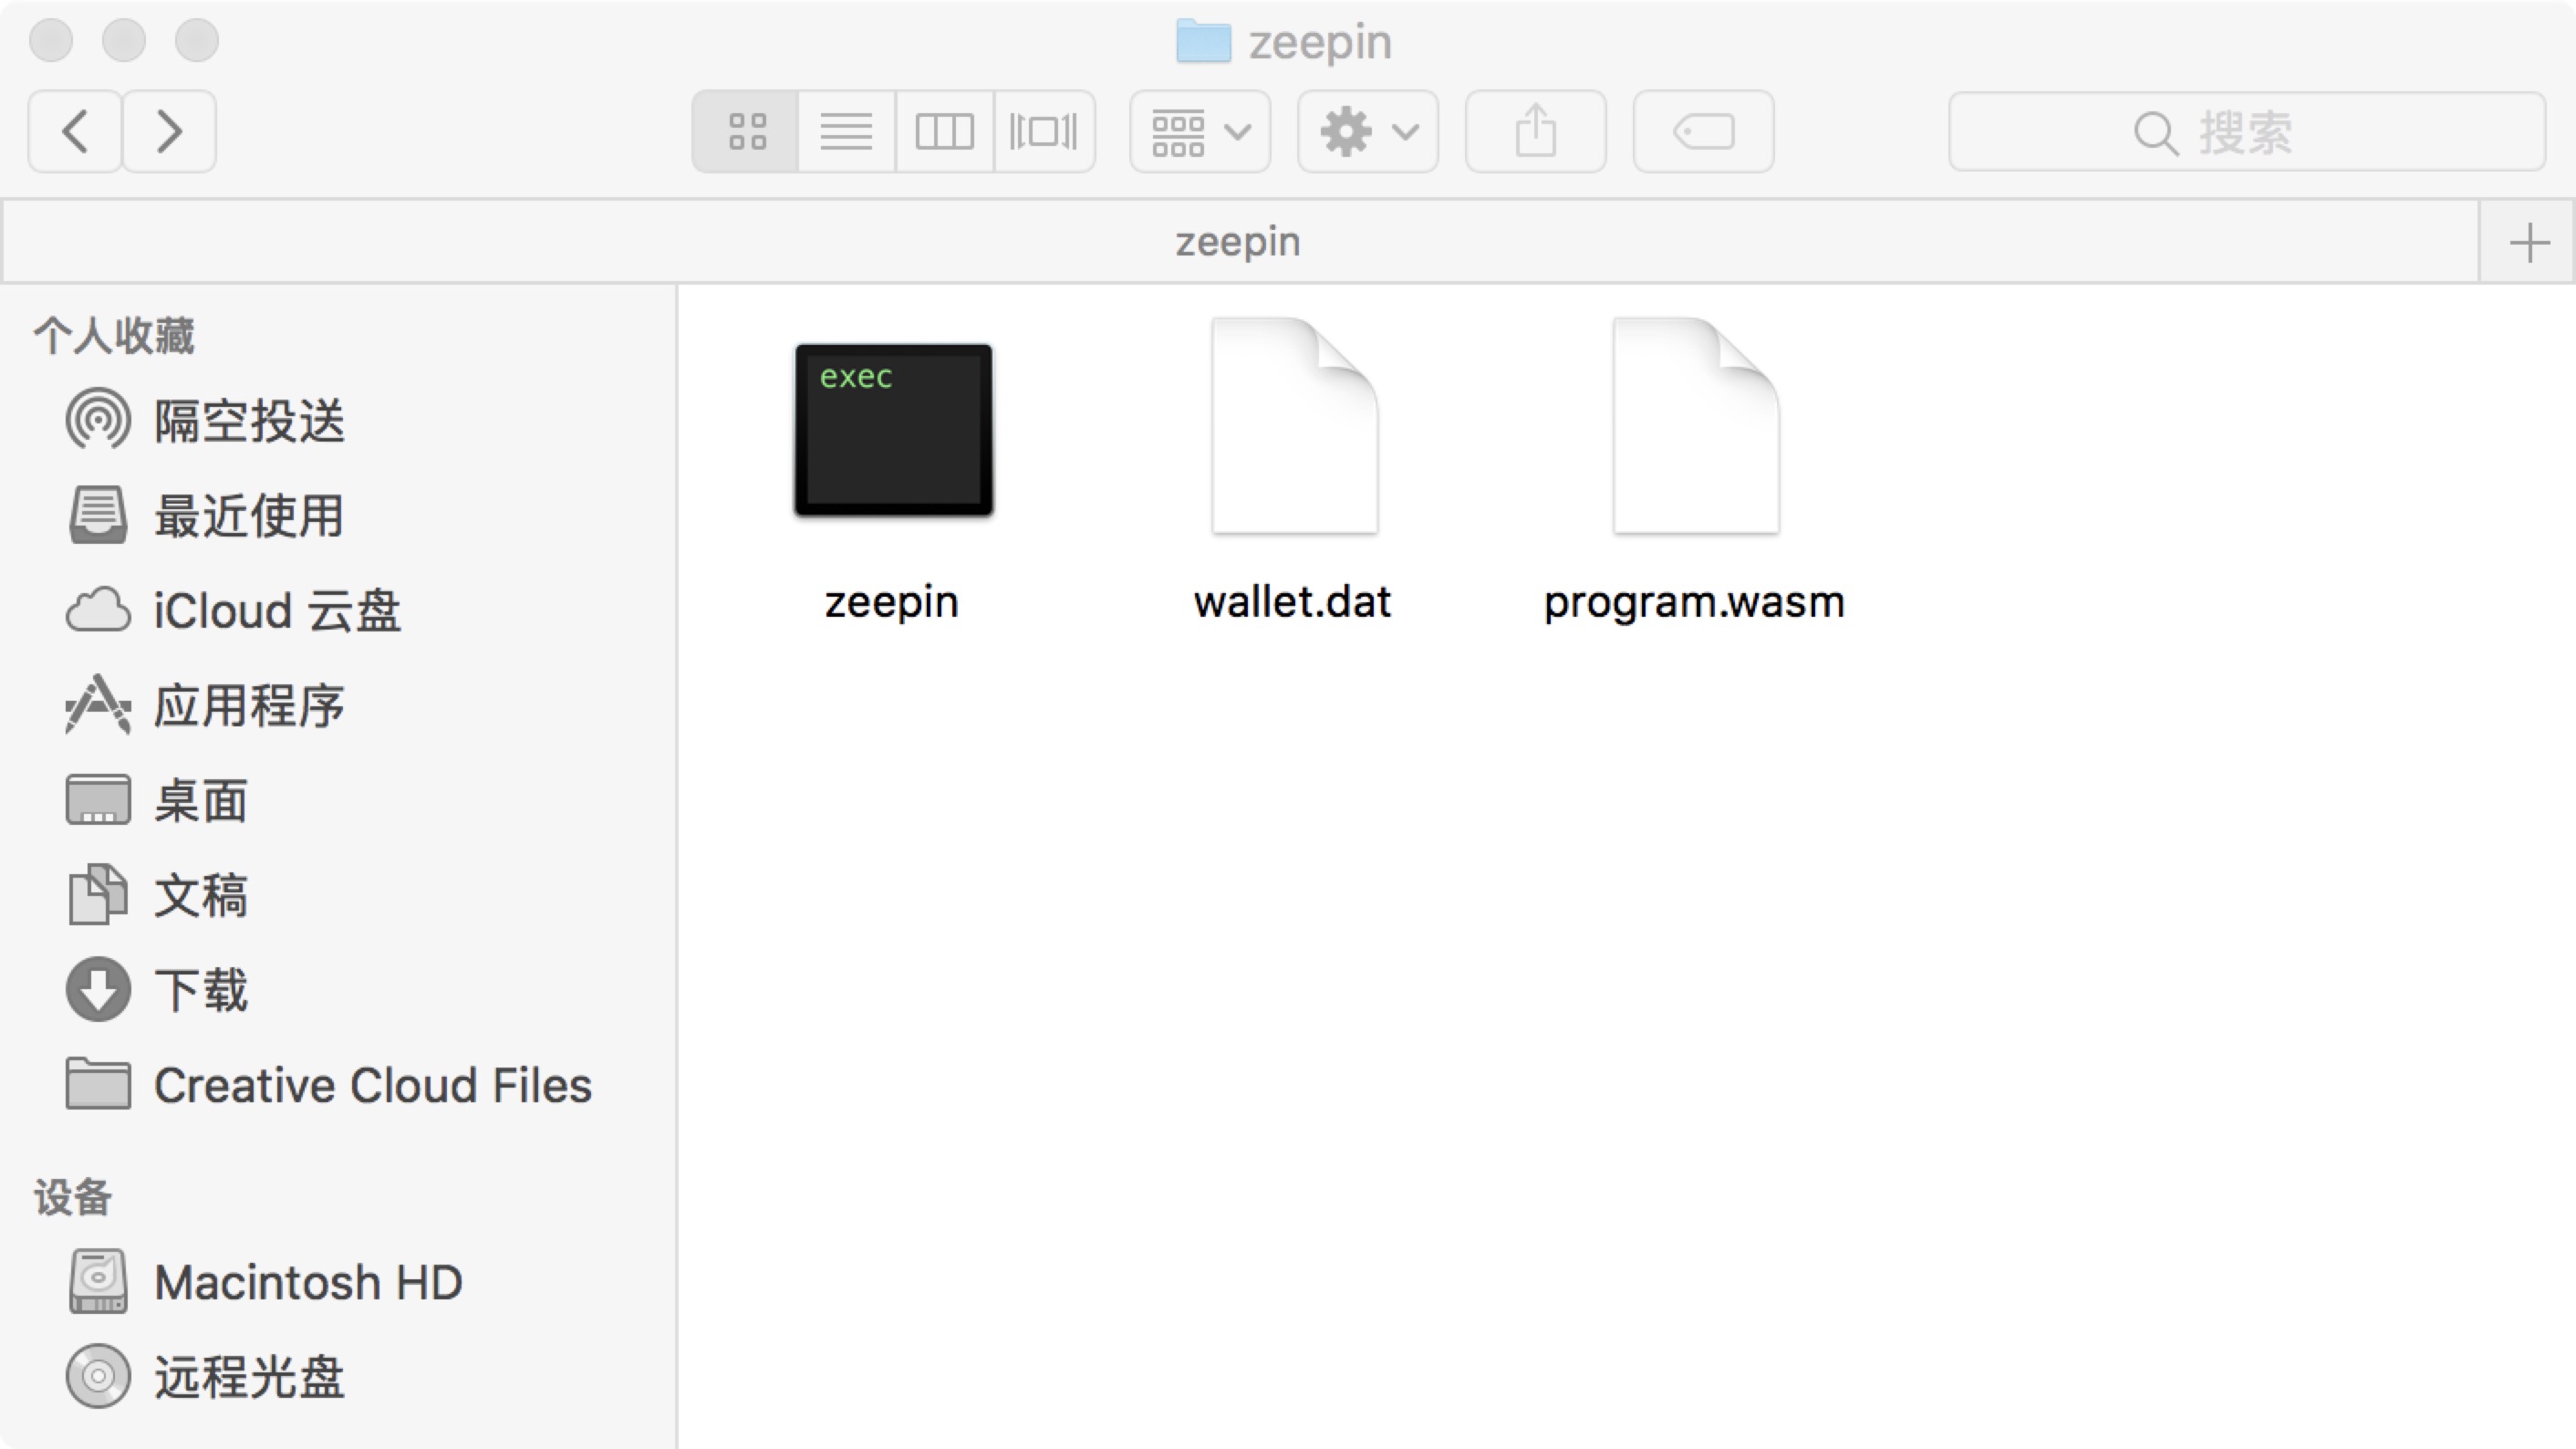 zeepin
搜索
zeepin
个人收藏
隔空投送
最近使用
iCloud 云盘
应用程序
桌面
文稿
下载
Creative Cloud Files
设备
Macintosh HD
远程光盘
exec
zeepin
wallet.dat
program.wasm